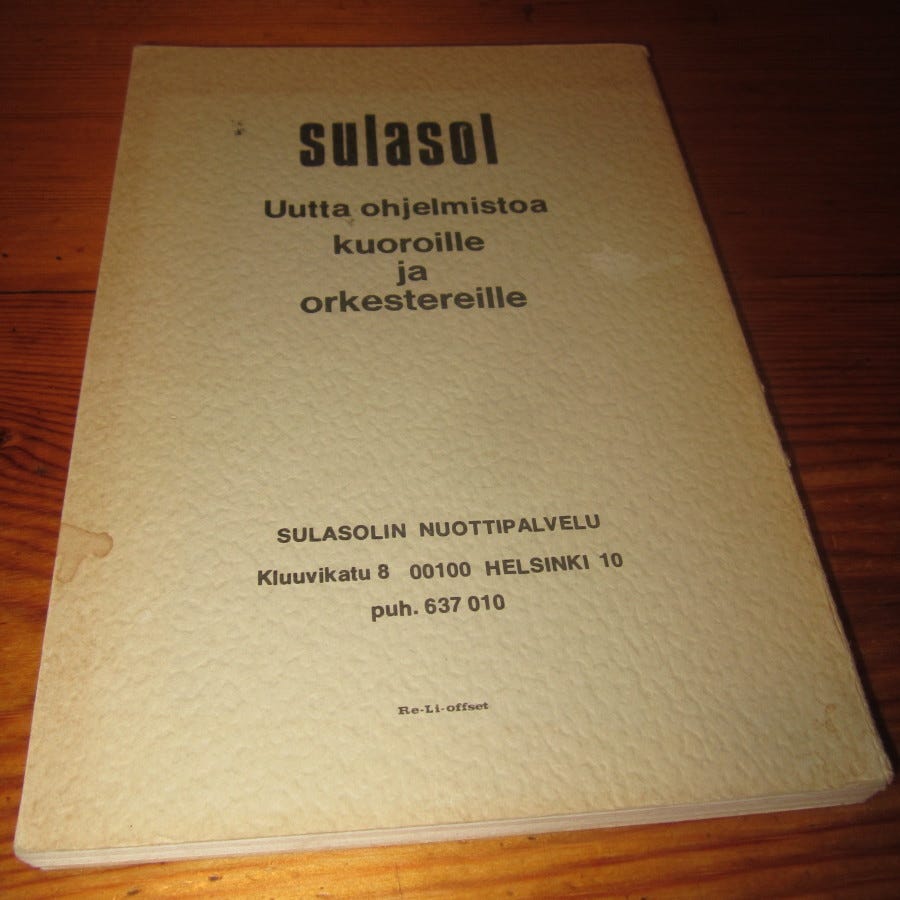 sulasol
Uutta ohjelmistoa
kuoroille
ja
orkestereille
SULASOLIN NUOTTIPALVELU
Kluuvikatu 8 00100 HELSINKI 10
puh. 637 010
Re-Li-offset